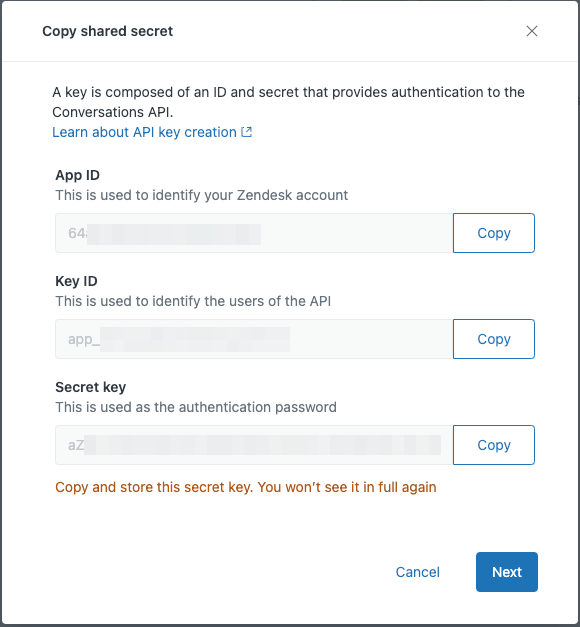 Copy shared secret
A key is composed of an ID and secret that provides authentication to the
Conversations API.
Learn about API key creation
App ID
This is used to identify your Zendesk account
64
Copy
Key ID
This is used to identify the users of the API
app_
Copy
Secret key
This is used as the authentication password
aZ
Copy
Copy and store this secret key. You won’t see it in full again
Cancel
Next